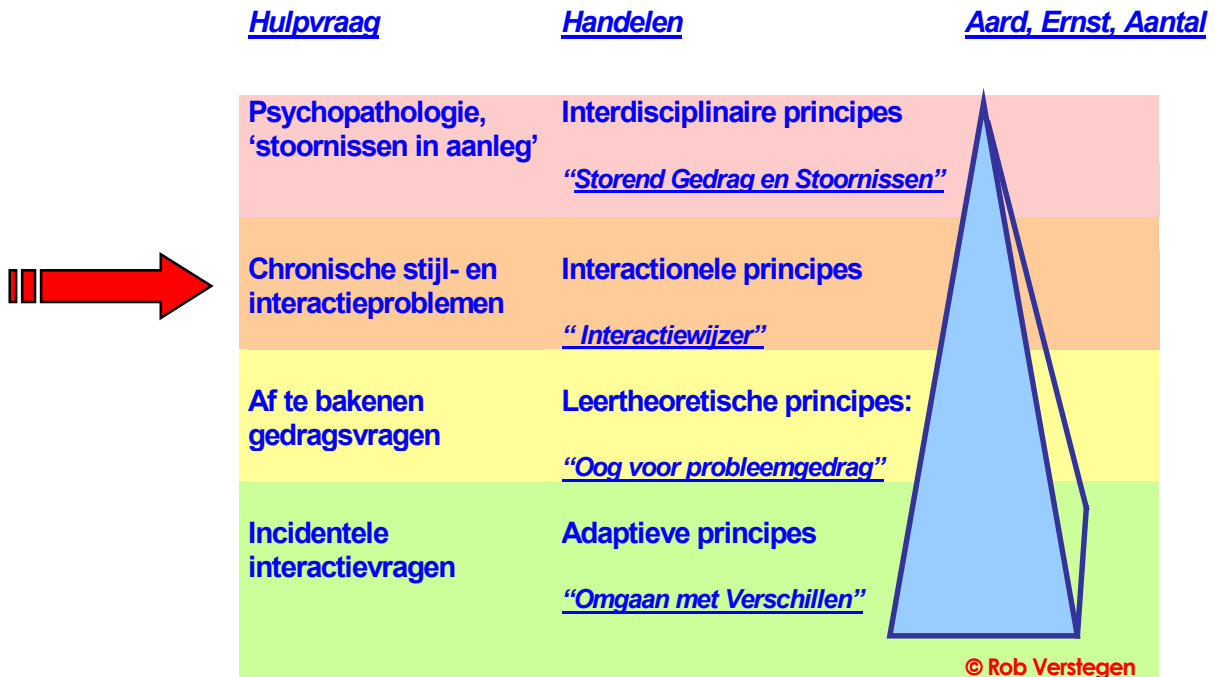 Hulpvraag Handelen Aard, Ernst, Aantal
Psychopathologie, Interdisciplinaire principes
‘stoornissen in aanleg’
“Storend Gedrag en Stoornissen”
Chronische stijl- en Interactionele principes
interactieproblemen
“ Interactiewijzer”
Af te bakenen Leertheoretische principes:
gedragsvragen
“Oog voor probleemgedrag”
Incidentele Adaptieve principes
interactievragen
“Omgaan met Verschillen”
© Rob Verstegen